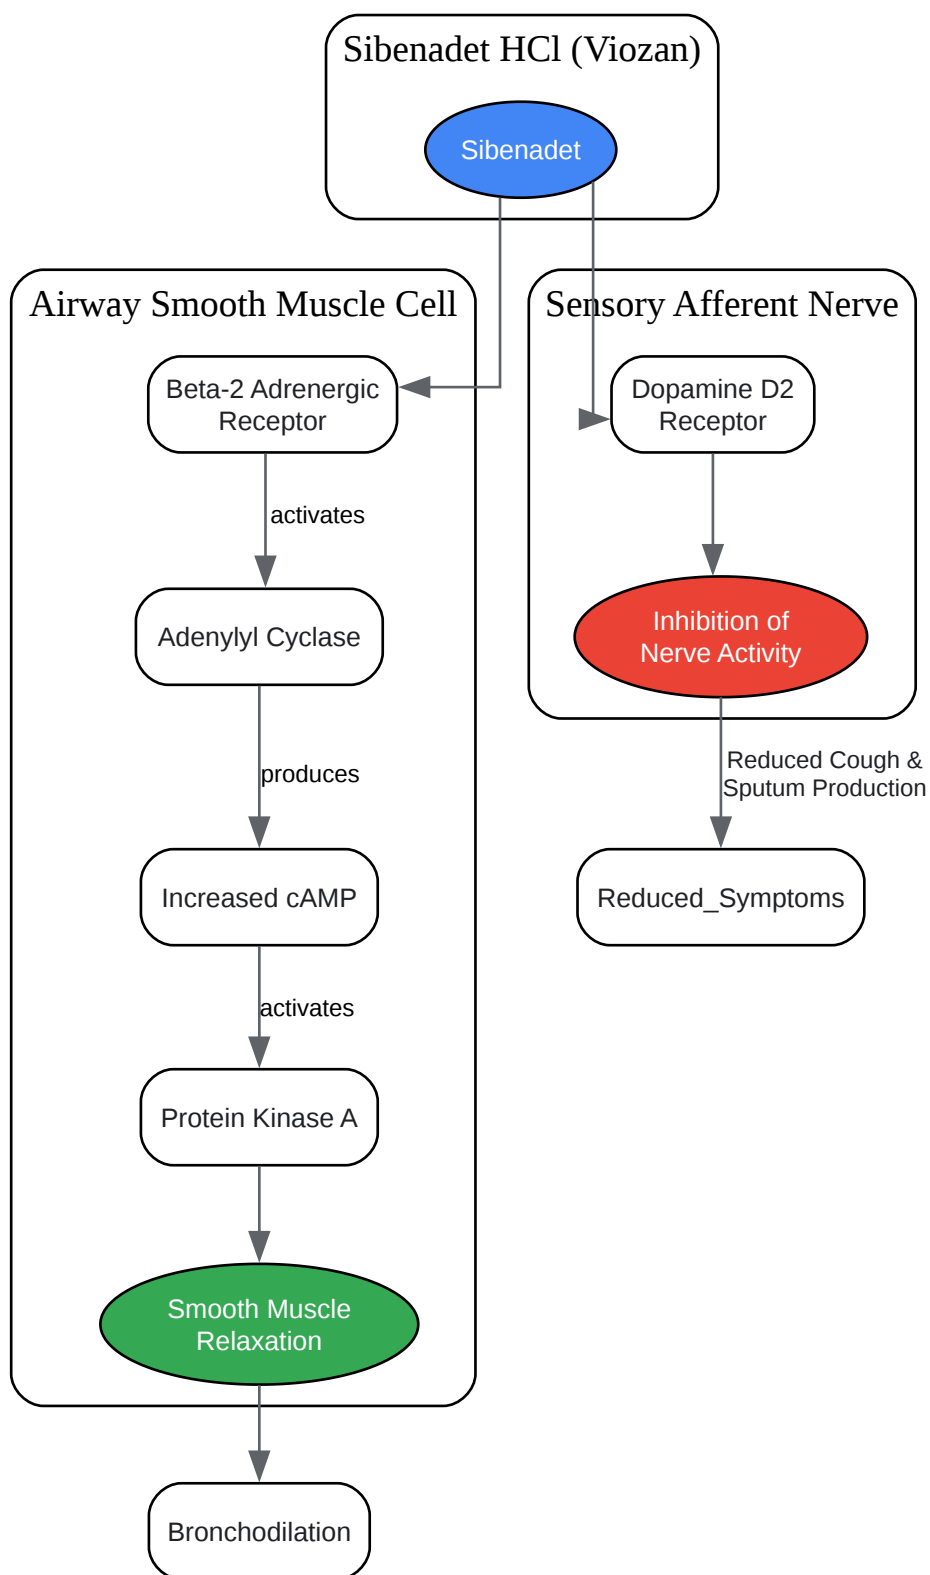 Sibenadet HCl (Viozan)
Sibenadet
Airway Smooth Muscle Cell
Beta-2 Adrenergic
Receptor
activates
Adenylyl Cyclase
produces
Increased cAMP
activates
Protein Kinase A
Smooth Muscle
Relaxation
Bronchodilation
Sensory Afferent Nerve
Dopamine D2
Receptor
Inhibition of
Nerve Activity
Reduced Cough &
Sputum Production
Reduced_Symptoms